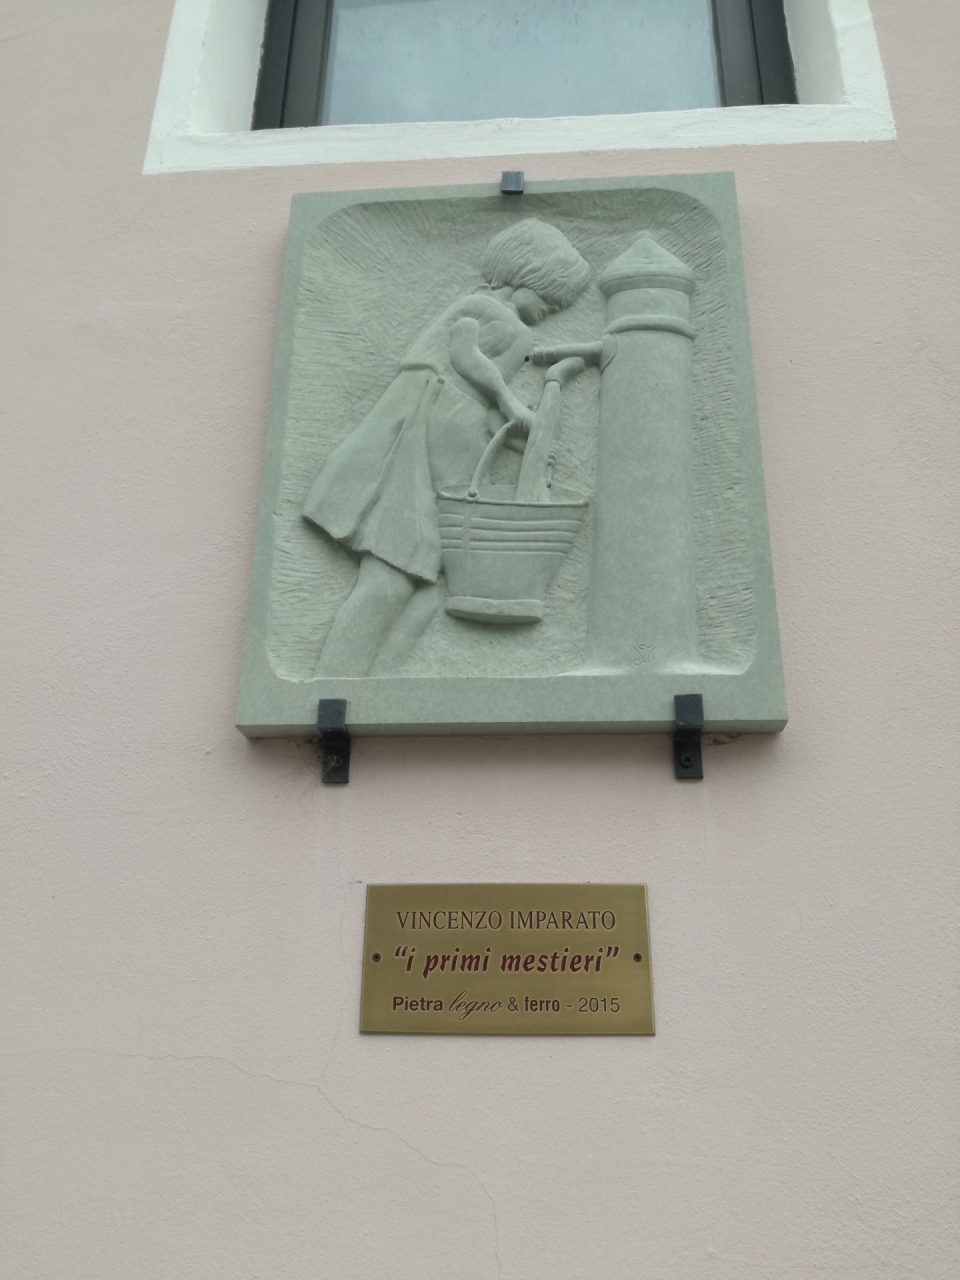 VINCENZO IMPARATO
“i primi mestieri”
Pietra legno & ferro - 2015